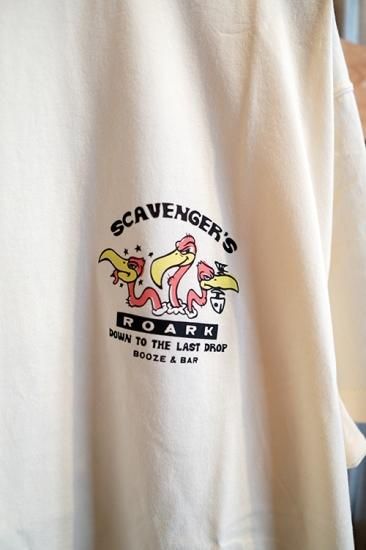 SCAVENGER'S
ROARK
DOWN TO THE LAST DROP
BOOZE & BAR